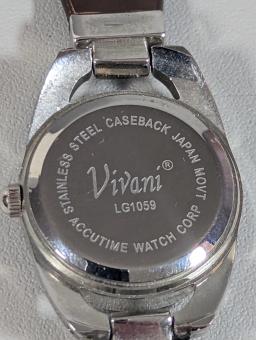 STAINLESS STEEL CASEBACK JAPAN MOVT
Vivani®
LG1059
ACCUTIME WATCH CORP